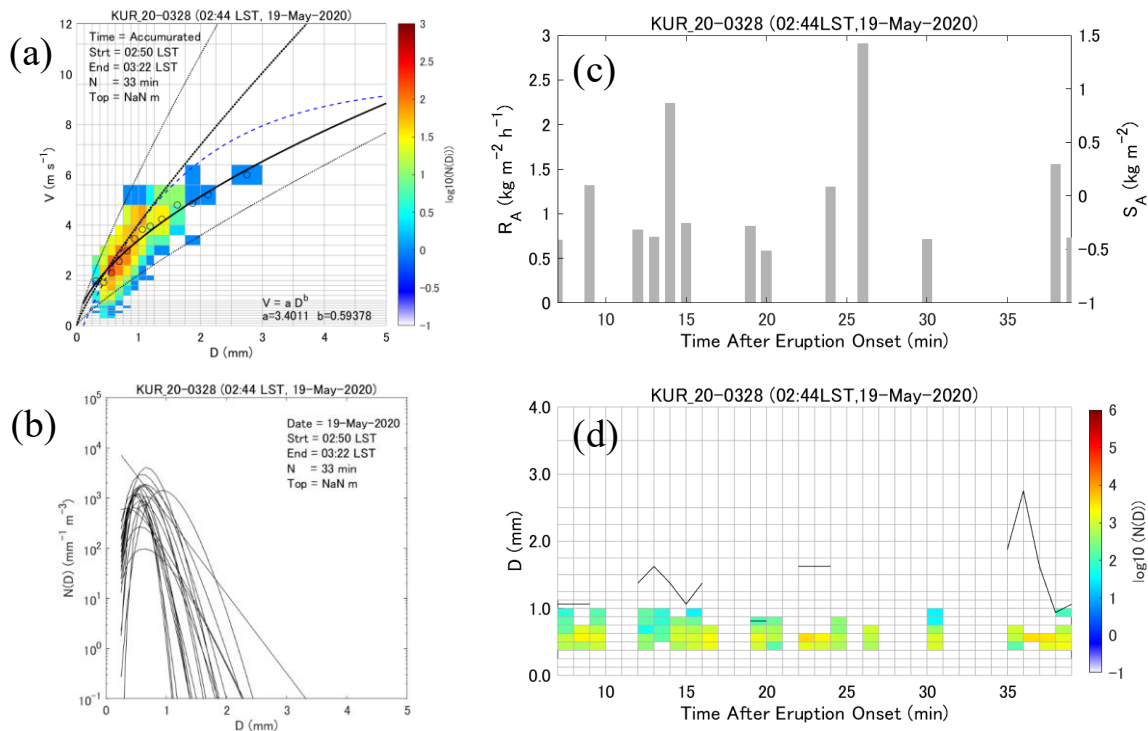 (a)
KUR_20-0328 (02:44 LST, 19-May-2020)
Time = Accumurated
Strt = 02:50 LST
End = 03:22 LST
N = 33 min
Top = NaN m
V = a D^b
a=3.4011 b=0.59378
12
10
8
6
4
2
0
V (m s⁻¹)
0 1 2 3 4 5
D (mm)
3
2.5
2
1.5
1
0.5
0
-0.5
-1
log10(N(D))
(c)
KUR_20-0328 (02:44LST,19-May-2020)
3
2.5
2
1.5
1
0.5
0
R_A (kg m⁻² h⁻¹)
1.5
1
0.5
0
-0.5
-1
S_A (kg m⁻²)
10 15 20 25 30 35
Time After Eruption Onset (min)
(b)
KUR_20-0328 (02:44 LST, 19-May-2020)
Date = 19-May-2020
Strt = 02:50 LST
End = 03:22 LST
N = 33 min
Top = NaN m
10⁵
10⁴
10³
10²
10¹
10⁰
10⁻¹
N(D) (mm⁻¹ m⁻³)
0 1 2 3 4 5
D (mm)
(d)
KUR_20-0328 (02:44LST,19-May-2020)
4.0
3.0
2.0
1.0
0.0
D (mm)
10 15 20 25 30 35
Time After Eruption Onset (min)
6
5
4
3
2
1
0
-1
log10 (N(D))